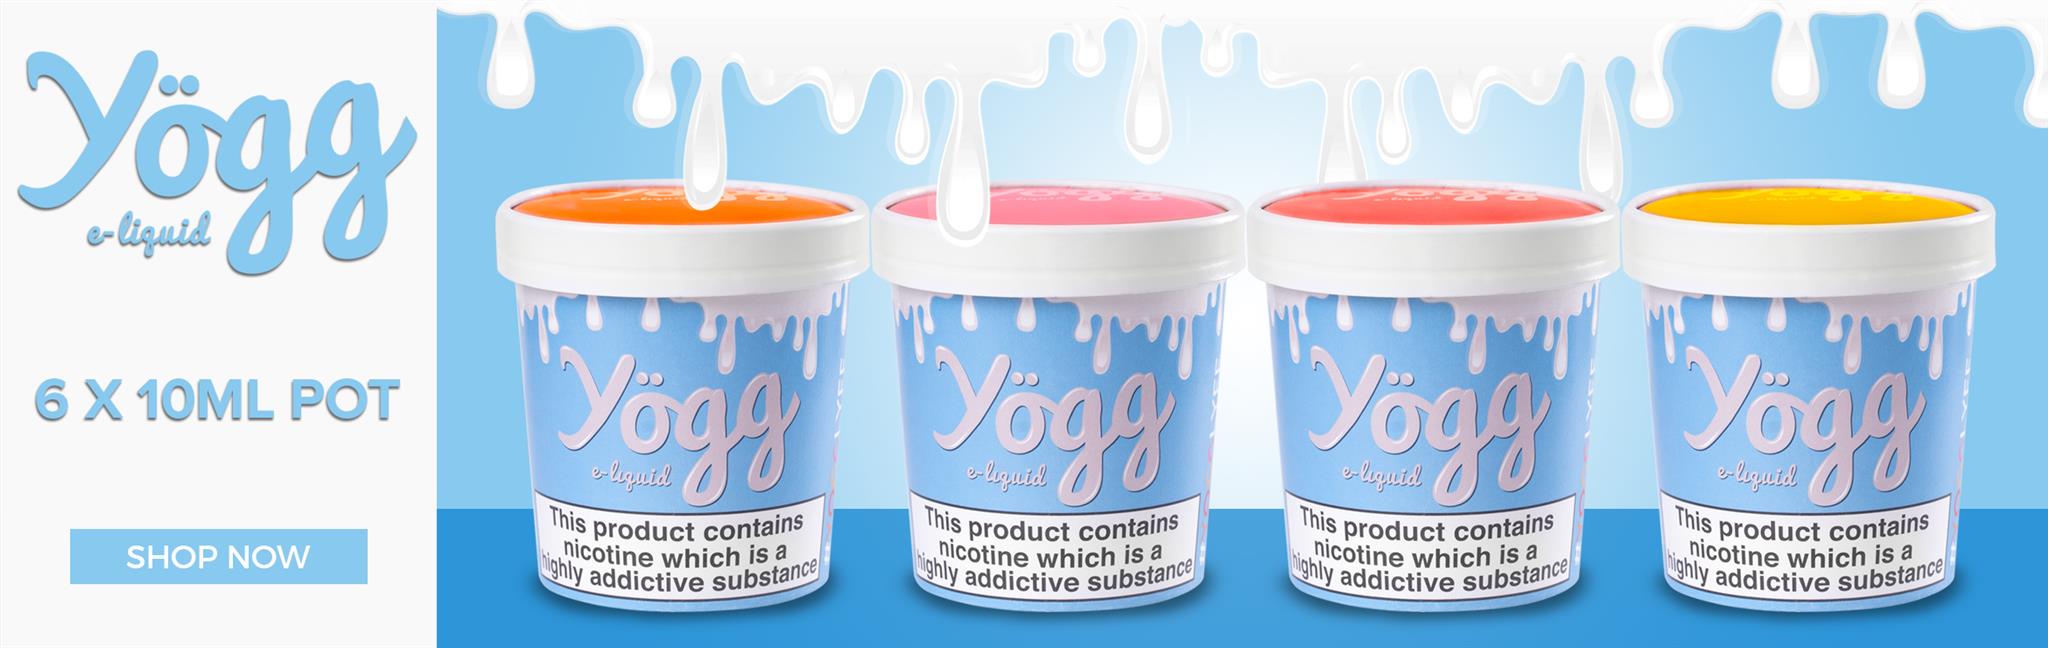 Yögg
e-liquid
6 X 10ML POT
SHOP NOW
Yögg
e-liquid
This product contains
nicotine which is a
highly addictive substance
Yögg
e-liquid
This product contains
nicotine which is a
highly addictive substance
Yögg
e-liquid
This product contains
nicotine which is a
highly addictive substance
Yögg
e-liquid
This product contains
nicotine which is a
highly addictive substance